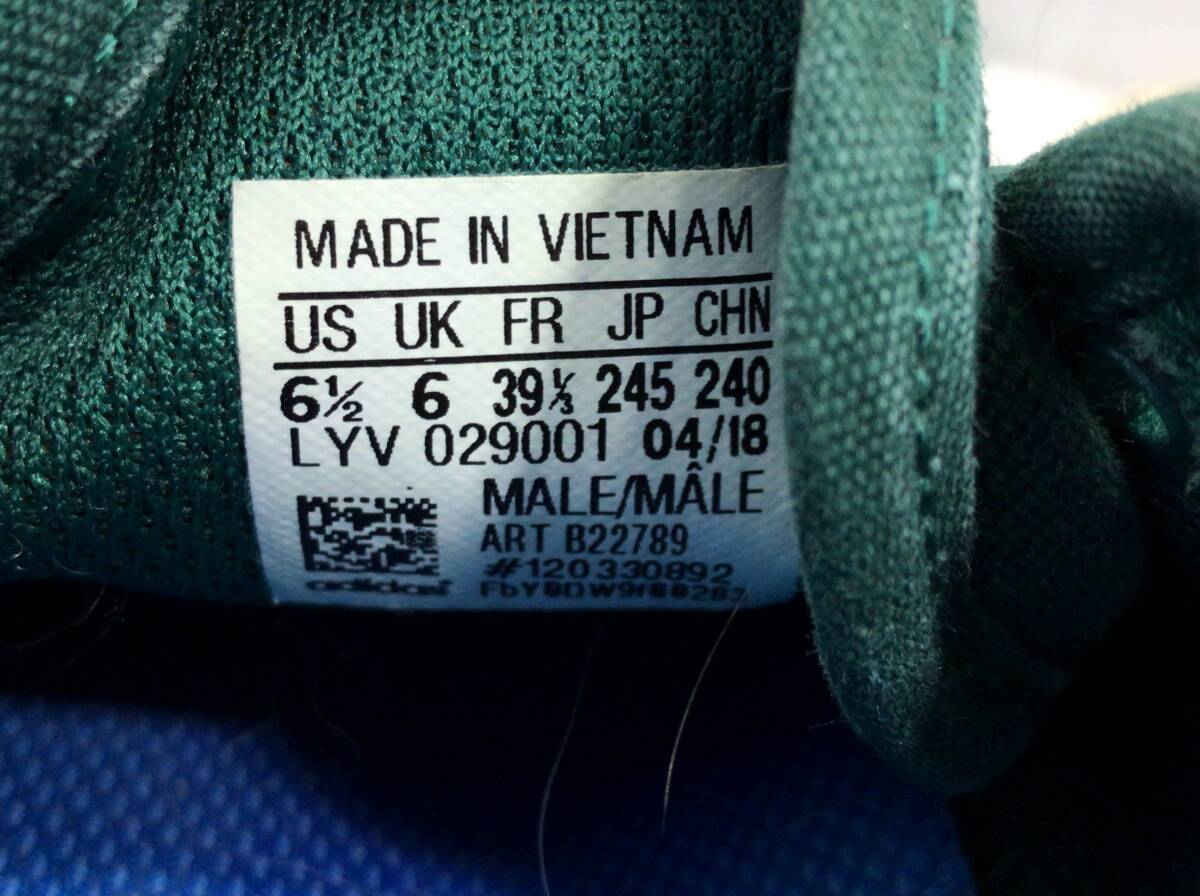 MADE IN VIETNAM
US UK FR JP CHN
6½ 6 39⅓ 245 240
LYV 029001 04/18
MALE/MÂLE
ART B22789
#120330892
adidas